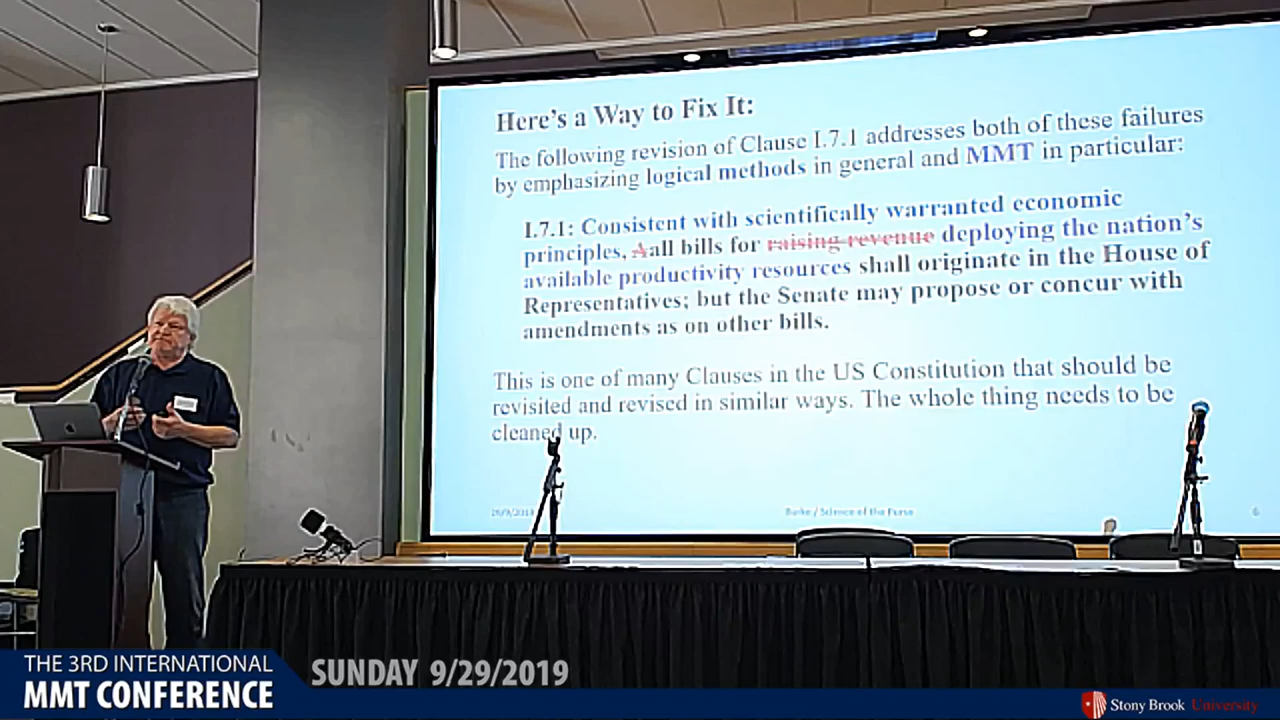 Here's a Way to Fix It:
The following revision of Clause I.7.1 addresses both of these failures
by emphasizing logical methods in general and MMT in particular:
I.7.1: Consistent with scientifically warranted economic
principles, Aall bills for raising revenue deploying the nation's
available productivity resources shall originate in the House of
Representatives; but the Senate may propose or concur with
amendments as on other bills.
This is one of many Clauses in the US Constitution that should be
revisited and revised in similar ways. The whole thing needs to be
cleaned up.
Burke / Science of the Purse
6
THE 3RD INTERNATIONAL
MMT CONFERENCE
SUNDAY 9/29/2019
Stony Brook University